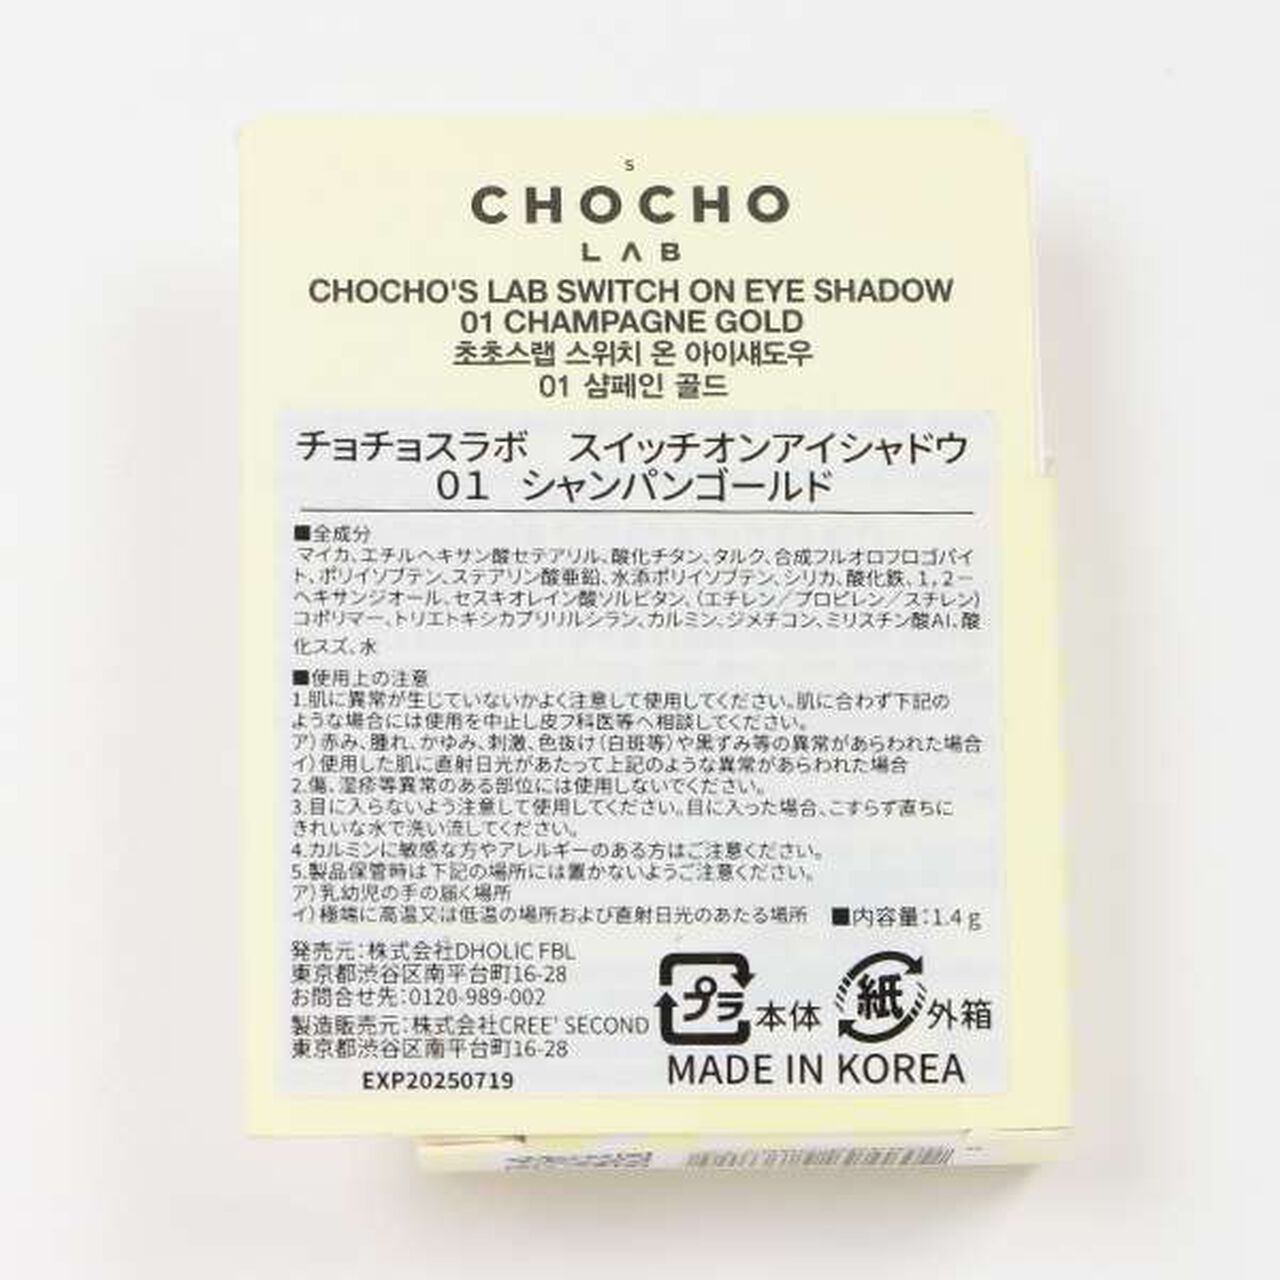 S
CHOCHO
LAB
CHOCHO'S LAB SWITCH ON EYE SHADOW
01 CHAMPAGNE GOLD
초초스랩 스위치 온 아이섀도우
01 샴페인 골드
チョチョスラボ　スイッチオンアイシャドウ
01 シャンパンゴールド
■全成分
マイカ、エチルヘキサン酸セテアリル、酸化チタン、タルク、合成フルオロフロゴパイ
ト、ポリイソブテン、ステアリン酸亜鉛、水添ポリイソブテン、シリカ、酸化鉄、1,2－
ヘキサンジオール、セスキオレイン酸ソルビタン、（エチレン／プロピレン／スチレン）
コポリマー、トリエトキシカプリリルシラン、カルミン、ジメチコン、ミリスチン酸Al、酸
化スズ、水
■使用上の注意
1.肌に異常が生じていないかよく注意して使用してください。肌に合わず下記の
ような場合には使用を中止し皮フ科医等へ相談してください。
ア）赤み、腫れ、かゆみ、刺激、色抜け（白斑等）や黒ずみ等の異常があらわれた場合
イ）使用した肌に直射日光があたって上記のような異常があらわれた場合
2.傷、湿疹等異常のある部位には使用しないでください。
3.目に入らないよう注意して使用してください。目に入った場合、こすらず直ちに
きれいな水で洗い流してください。
4.カルミンに敏感な方やアレルギーのある方はご注意ください。
5.製品保管時は下記の場所には置かないようご注意ください。
ア）乳幼児の手の届く場所
イ）極端に高温又は低温の場所および直射日光のあたる場所　■内容量：1.4ｇ
発売元：株式会社DHOLIC FBL
東京都渋谷区南平台町16-28
お問合せ先：0120-989-002
製造販売元：株式会社CREE' SECOND
東京都渋谷区南平台町16-28
EXP20250719
プラ 本体 紙 外箱
MADE IN KOREA